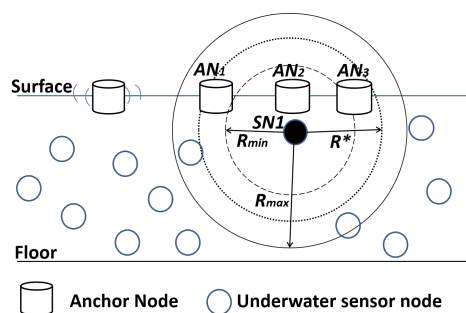 AN1 AN2 AN3
Surface
SN1
Rmin R*
Rmax
Floor
Anchor Node Underwater sensor node